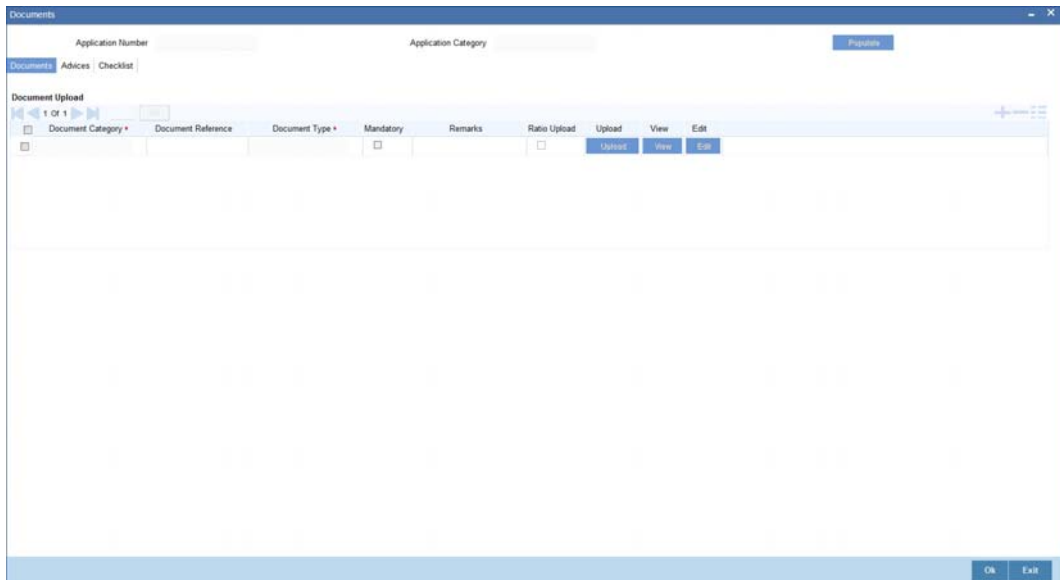 Documents
Application Number Application Category Populate
Documents Advices Checklist
Document Upload
1 Of 1
Document Category * Document Reference Document Type * Mandatory Remarks Ratio Upload Upload View Edit
Upload View Edit
Ok Exit